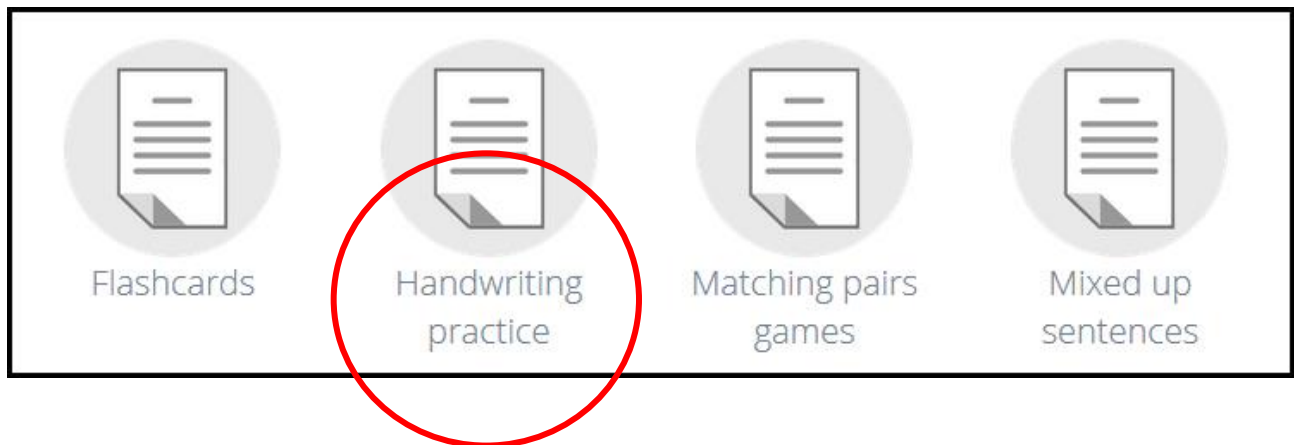 Flashcards
Handwriting
practice
Matching pairs
games
Mixed up
sentences